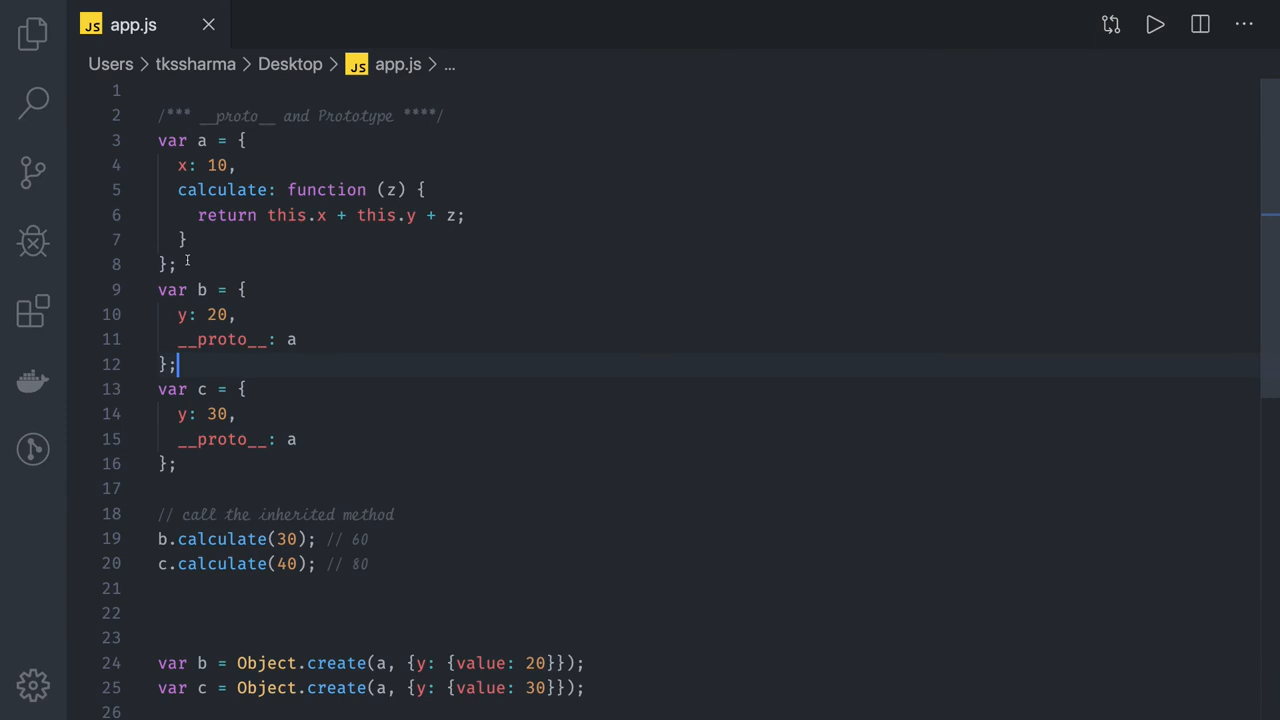 JS app.js
Users > tkssharma > Desktop > JS app.js > ...
1
2 /*** __proto__ and Prototype ****/
3 var a = {
4   x: 10,
5   calculate: function (z) {
6     return this.x + this.y + z;
7   }
8 };
9 var b = {
10   y: 20,
11   __proto__: a
12 };
13 var c = {
14   y: 30,
15   __proto__: a
16 };
17
18 // call the inherited method
19 b.calculate(30); // 60
20 c.calculate(40); // 80
21
22
23
24 var b = Object.create(a, {y: {value: 20}});
25 var c = Object.create(a, {y: {value: 30}});
26